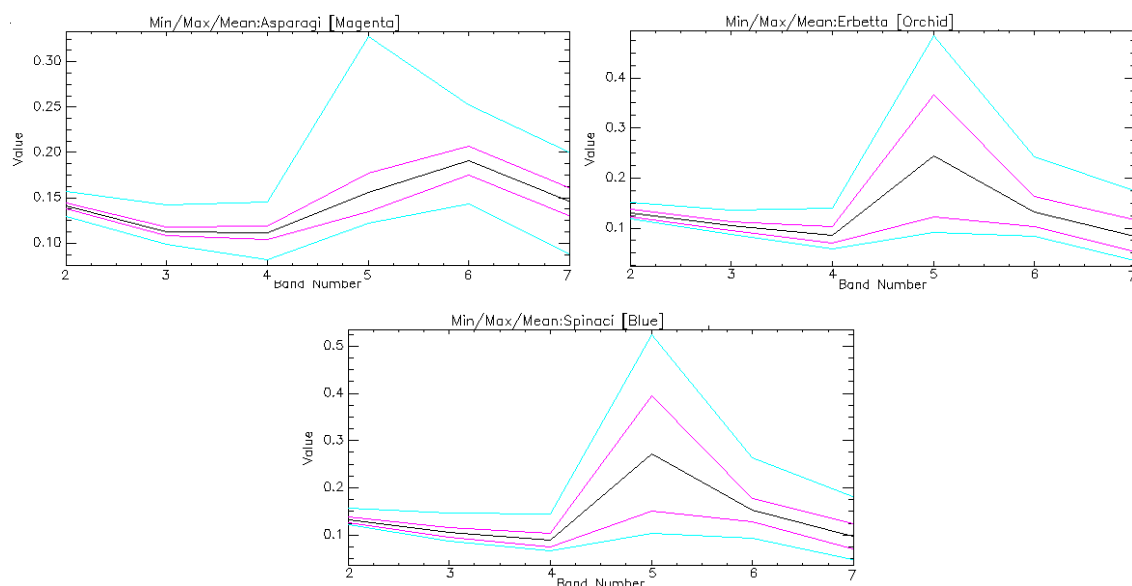 Min/Max/Mean:Asparagi [Magenta]
Value
0.30
0.25
0.20
0.15
0.10
2 3 4 5 6 7
Band Number
Min/Max/Mean:Erbetta [Orchid]
Value
0.4
0.3
0.2
0.1
2 3 4 5 6 7
Band Number
Min/Max/Mean:Spinaci [Blue]
Value
0.5
0.4
0.3
0.2
0.1
2 3 4 5 6 7
Band Number